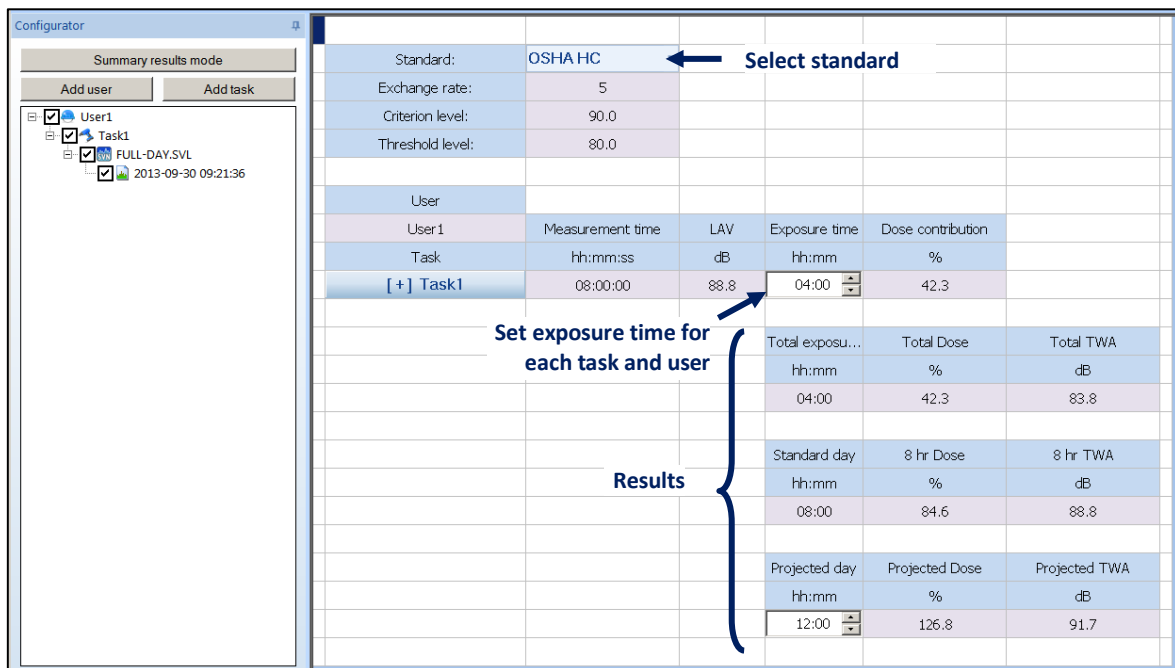 Configurator
Summary results mode
Add user Add task
User1
Task1
FULL-DAY.SVL
2013-09-30 09:21:36
Standard: OSHA HC Select standard
Exchange rate: 5
Criterion level: 90.0
Threshold level: 80.0
User
User1 Measurement time LAV Exposure time Dose contribution
Task hh:mm:ss dB hh:mm %
[+] Task1 08:00:00 88.8 04:00 42.3
Set exposure time for
each task and user
Total exposu... Total Dose Total TWA
hh:mm % dB
04:00 42.3 83.8
Standard day 8 hr Dose 8 hr TWA
Results
hh:mm % dB
08:00 84.6 88.8
Projected day Projected Dose Projected TWA
hh:mm % dB
12:00 126.8 91.7